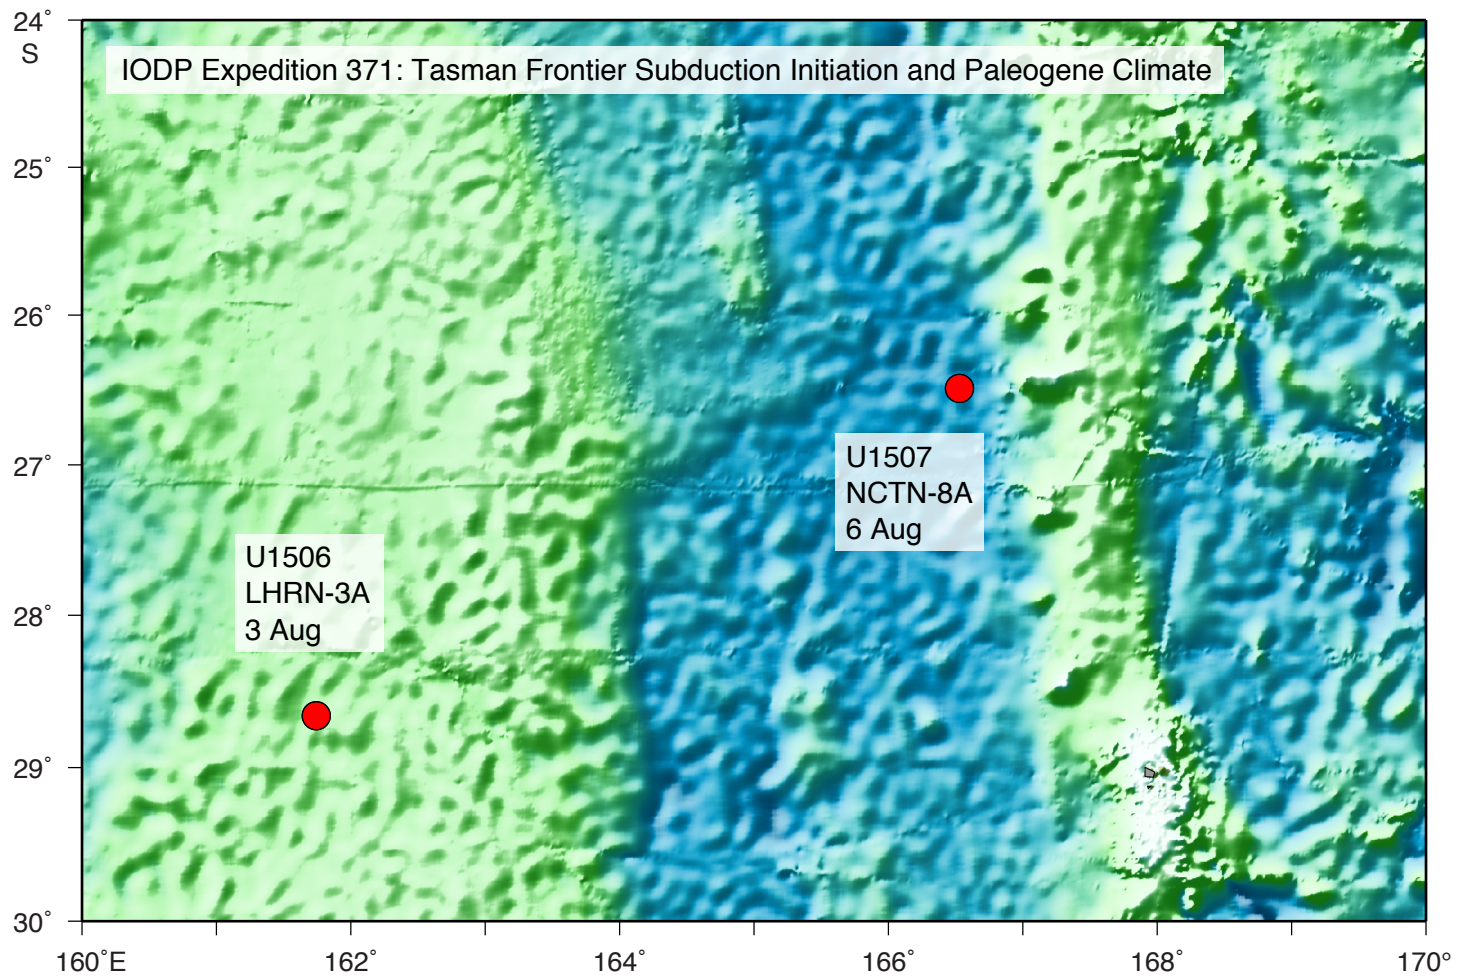 24°
S
IODP Expedition 371: Tasman Frontier Subduction Initiation and Paleogene Climate
25°
26°
27°
U1507
NCTN-8A
6 Aug
U1506
LHRN-3A
3 Aug
28°
29°
30°
160°E 162° 164° 166° 168° 170°